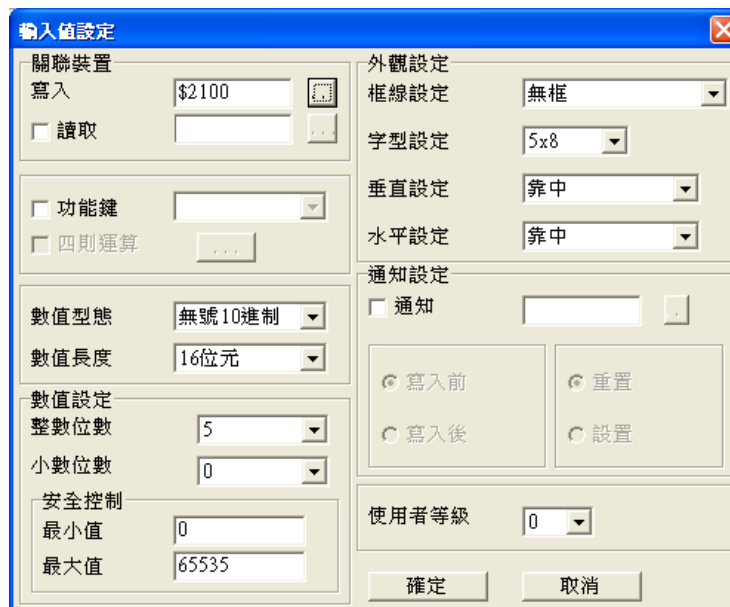 輸入值設定
關聯裝置
寫入 $2100 ...
讀取 ...
功能鍵
四則運算 ...
數值型態 無號10進制
數值長度 16位元
數值設定
整數位數 5
小數位數 0
安全控制
最小值 0
最大值 65535
外觀設定
框線設定 無框
字型設定 5x8
垂直設定 靠中
水平設定 靠中
通知設定
通知 ..
寫入前 重置
寫入後 設置
使用者等級 0
確定 取消